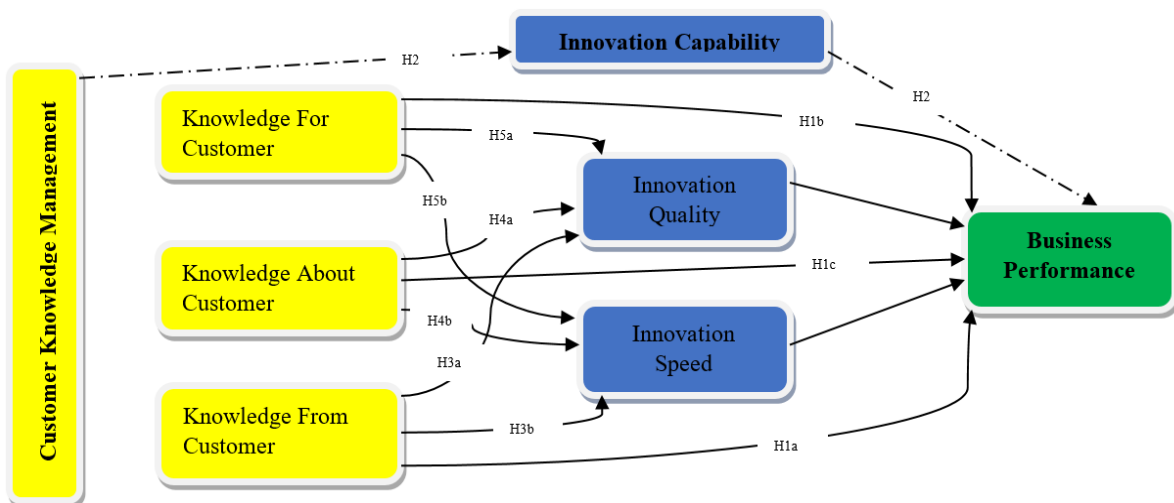 Innovation Capability
H2
H2
Customer Knowledge Management
Knowledge For
Customer
H1b
H5a
Innovation
Quality
H5b
H4a
Business
Performance
Knowledge About
Customer
H1c
H4b
Innovation
Speed
H3a
Knowledge From
Customer
H3b
H1a